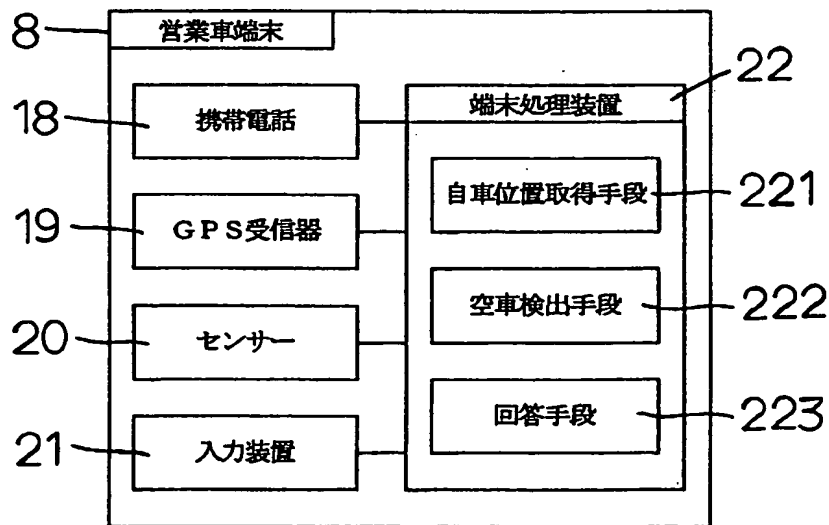 8
営業車端末
18
携帯電話
19
GPS受信器
20
センサー
21
入力装置
22
端末処理装置
221
自車位置取得手段
222
空車検出手段
223
回答手段